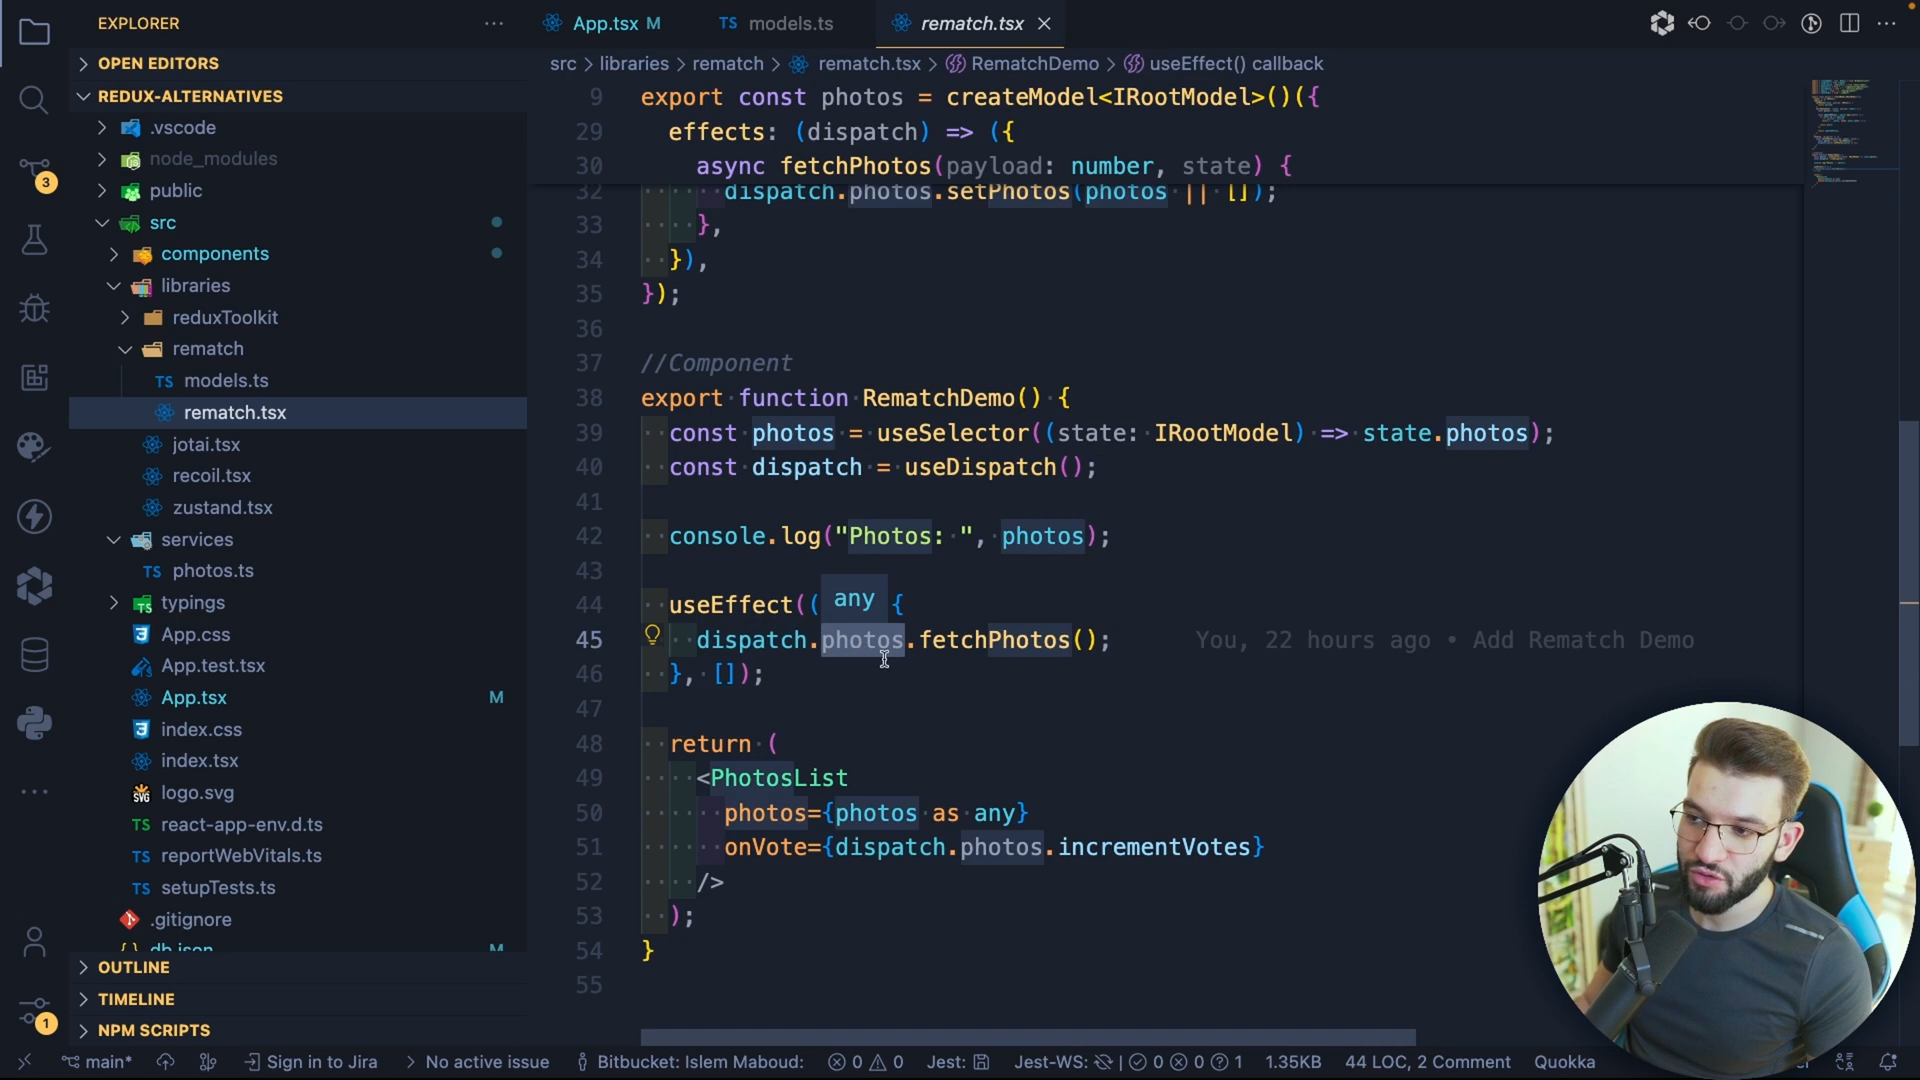 EXPLORER
App.tsx M
TS models.ts
rematch.tsx
OPEN EDITORS
src > libraries > rematch > rematch.tsx > RematchDemo > useEffect() callback
REDUX-ALTERNATIVES
.vscode
node_modules
public
src
components
libraries
reduxToolkit
rematch
TS models.ts
rematch.tsx
jotai.tsx
recoil.tsx
zustand.tsx
services
TS photos.ts
typings
App.css
App.test.tsx
App.tsx M
index.css
index.tsx
logo.svg
TS react-app-env.d.ts
TS reportWebVitals.ts
TS setupTests.ts
.gitignore
db.json M
OUTLINE
TIMELINE
NPM SCRIPTS
3
1
9 export const photos = createModel<IRootModel>()({
29 effects: (dispatch) => ({
30 async fetchPhotos(payload: number, state) {
32 dispatch.photos.setPhotos(photos || []);
33 },
34 }),
35 });
36
37 //Component
38 export function RematchDemo() {
39 const photos = useSelector((state: IRootModel) => state.photos);
40 const dispatch = useDispatch();
41
42 console.log("Photos: ", photos);
43
44 useEffect(( any {
45 dispatch.photos.fetchPhotos(); You, 22 hours ago • Add Rematch Demo
46 }, []);
47
48 return (
49 <PhotosList
50 photos={photos as any}
51 onVote={dispatch.photos.incrementVotes}
52 />
53 );
54 }
55
main* Sign in to Jira > No active issue Bitbucket: Islem Maboud: 0 0 Jest: Jest-WS: | 0 0 1 1.35KB 44 LOC, 2 Comment Quokka